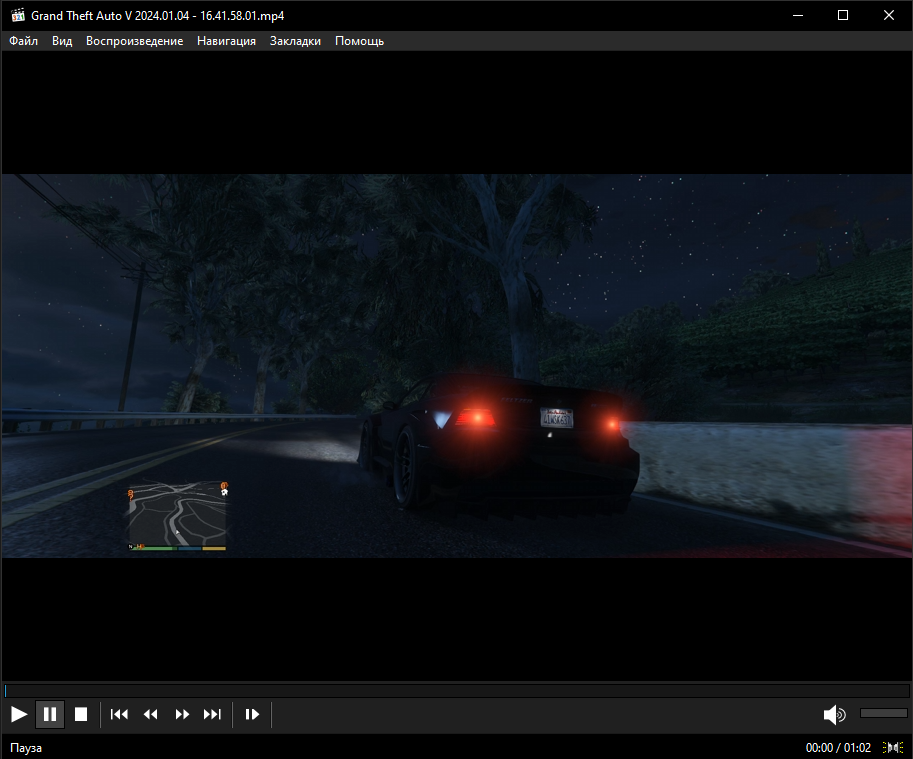 Grand Theft Auto V 2024.01.04 - 16.41.58.01.mp4
Файл Вид Воспроизведение Навигация Закладки Помощь
N
Пауза 00:00 / 01:02